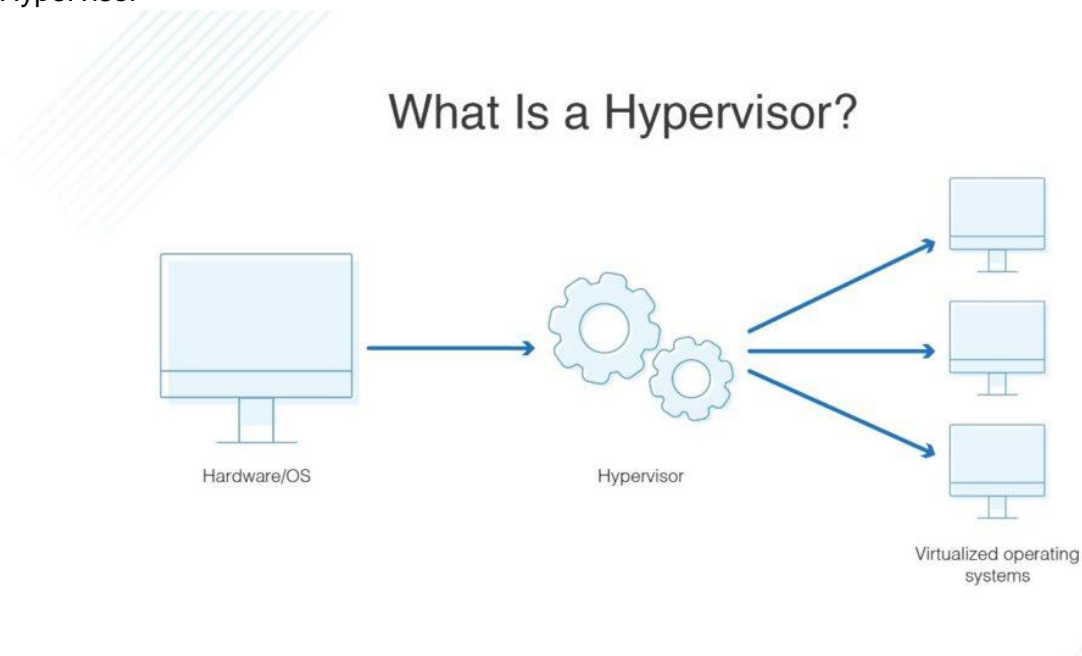 What Is a Hypervisor?
Hardware/OS
Hypervisor
Virtualized operating
systems